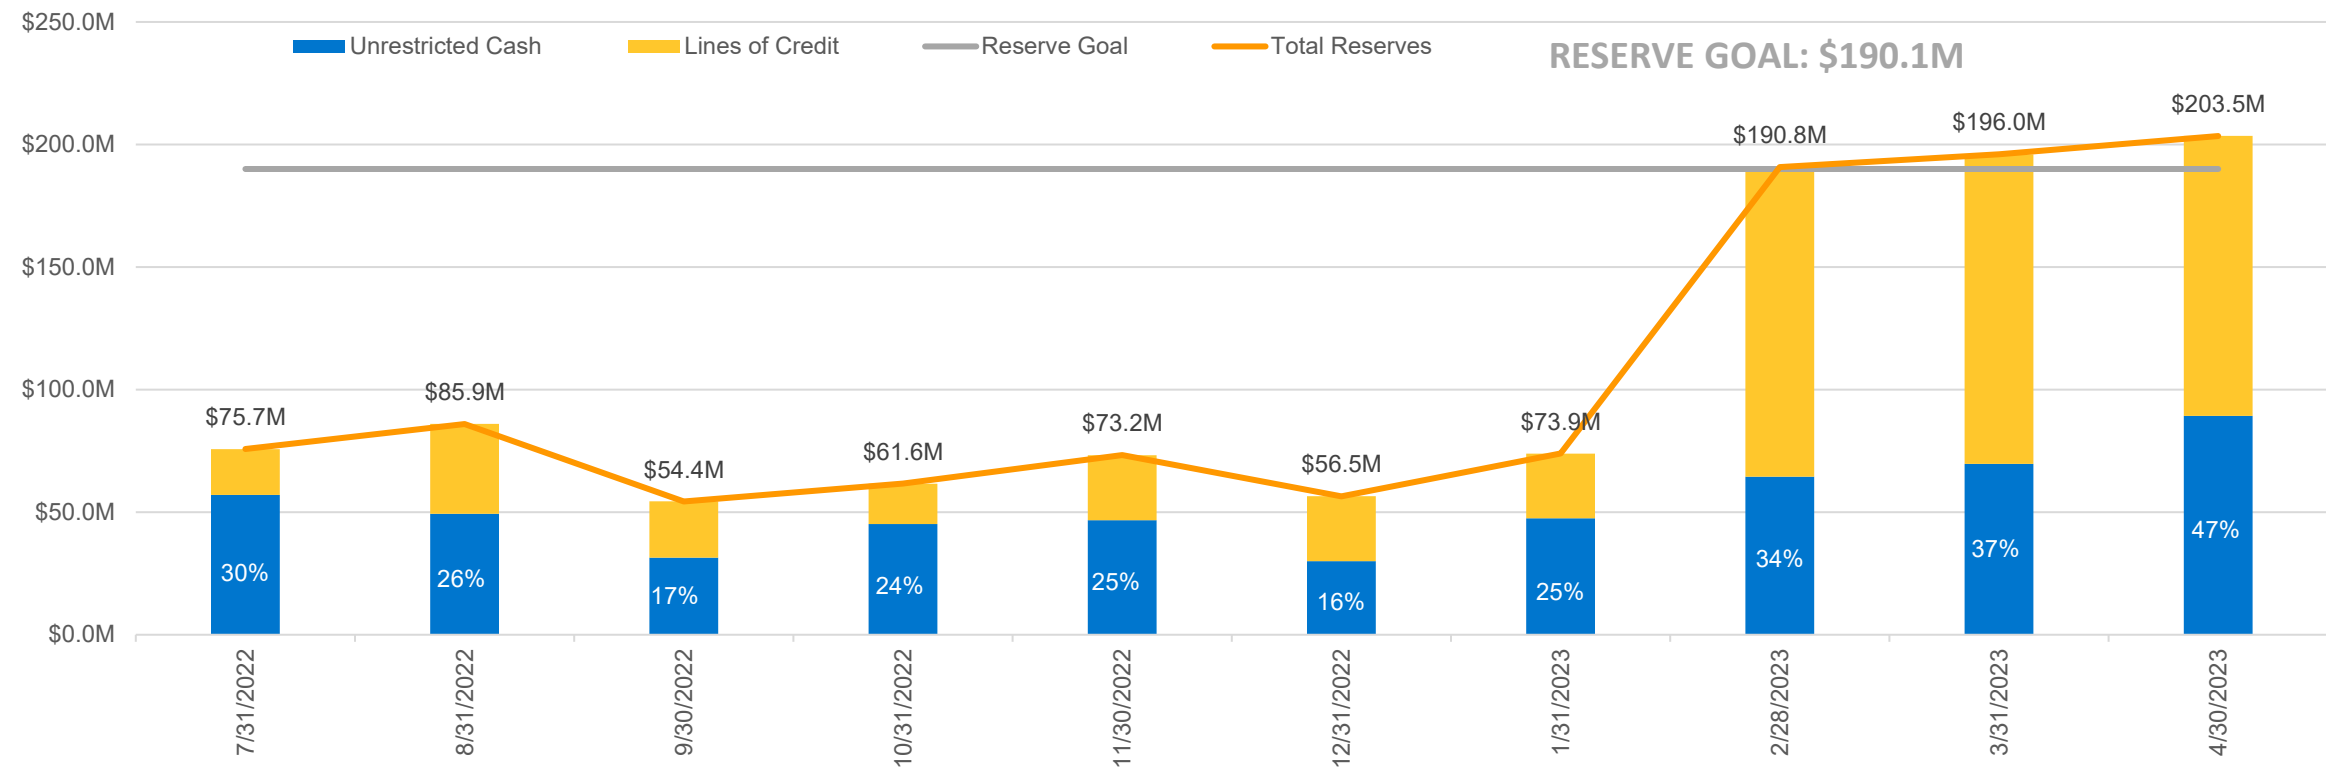 $250.0M
Unrestricted Cash Lines of Credit Reserve Goal Total Reserves
RESERVE GOAL: $190.1M
$203.5M
$196.0M
$190.8M
$200.0M
$150.0M
$100.0M
$85.9M
$75.7M
$73.2M
$73.9M
$61.6M
$56.5M
$54.4M
$50.0M
30% 26% 17% 24% 25% 16% 25% 34% 37% 47%
$0.0M
7/31/2022 8/31/2022 9/30/2022 10/31/2022 11/30/2022 12/31/2022 1/31/2023 2/28/2023 3/31/2023 4/30/2023